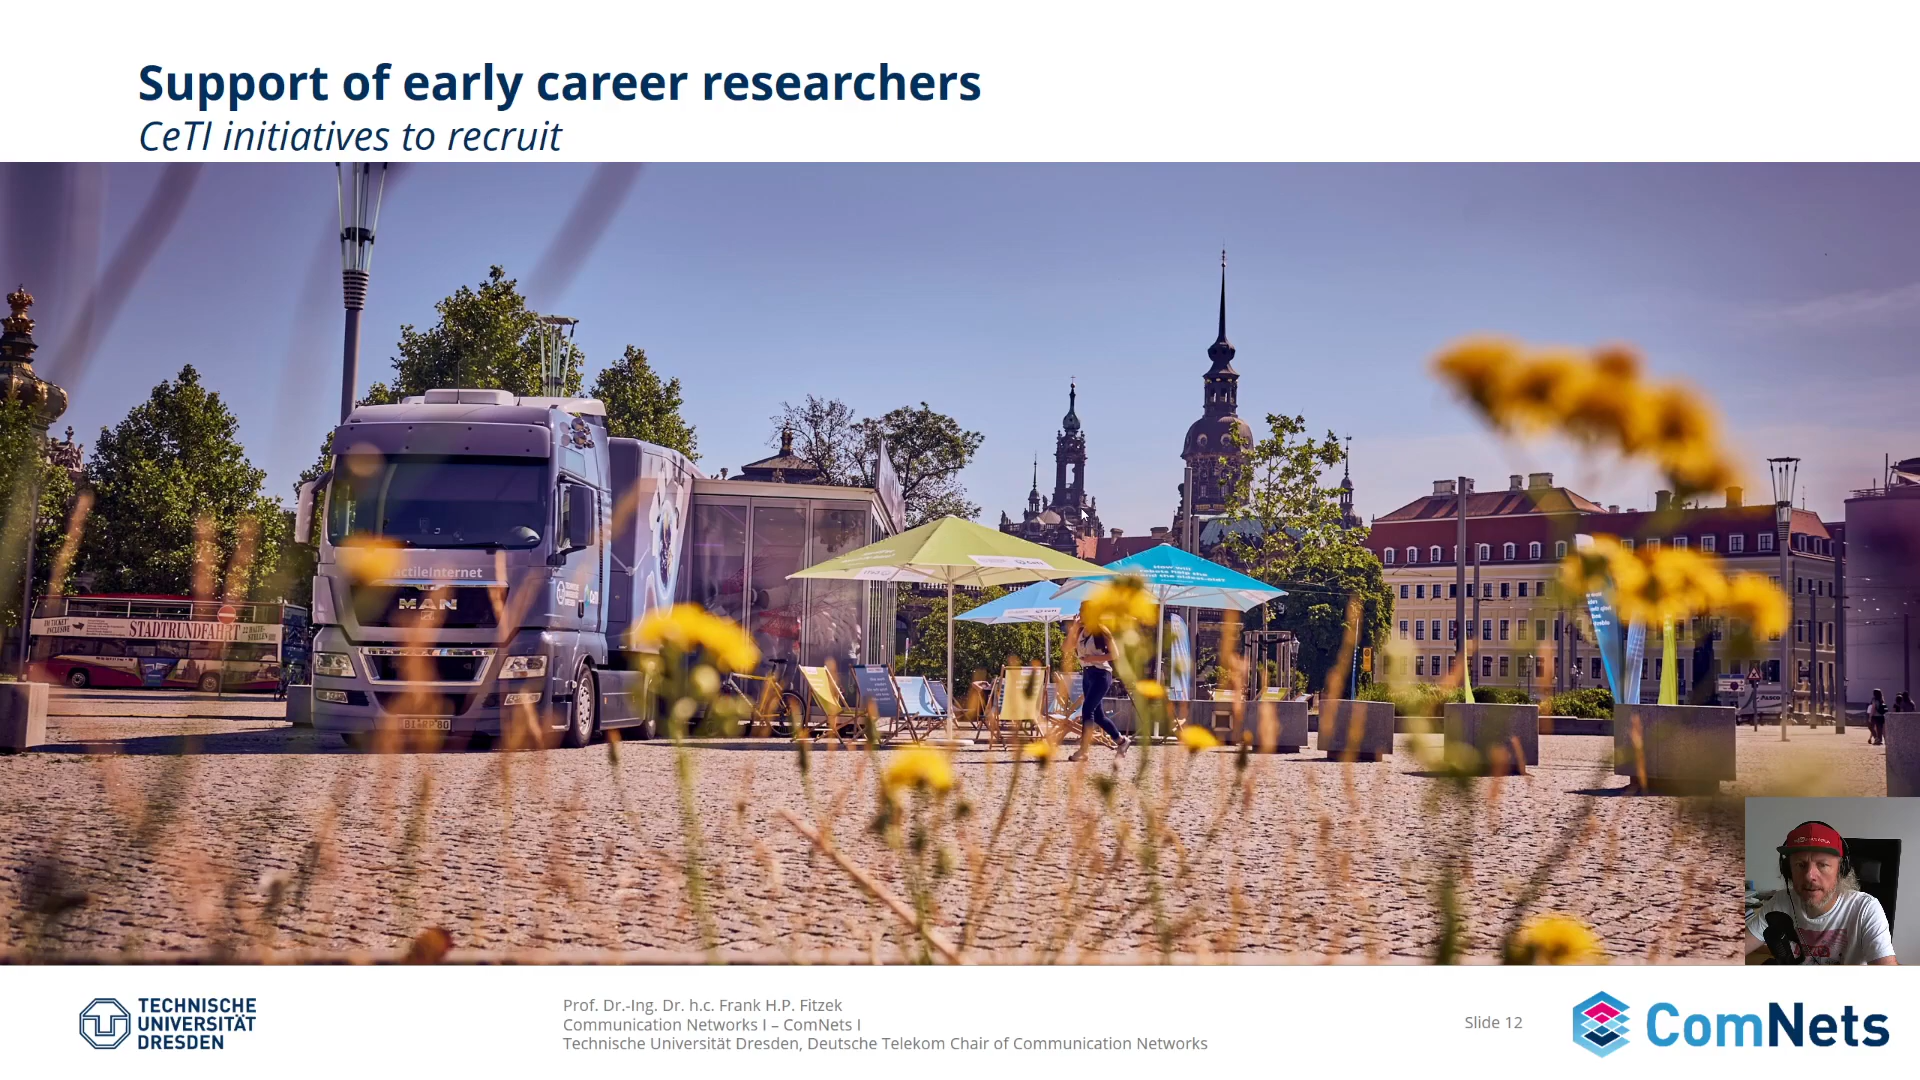 Support of early career researchers
CeTI initiatives to recruit
STADTRUNDFAHRT
MAN
TECHNISCHE
UNIVERSITÄT
DRESDEN
Prof. Dr.-Ing. Dr. h.c. Frank H.P. Fitzek
Communication Networks I – ComNets I
Technische Universität Dresden, Deutsche Telekom Chair of Communication Networks
Slide 12
ComNets